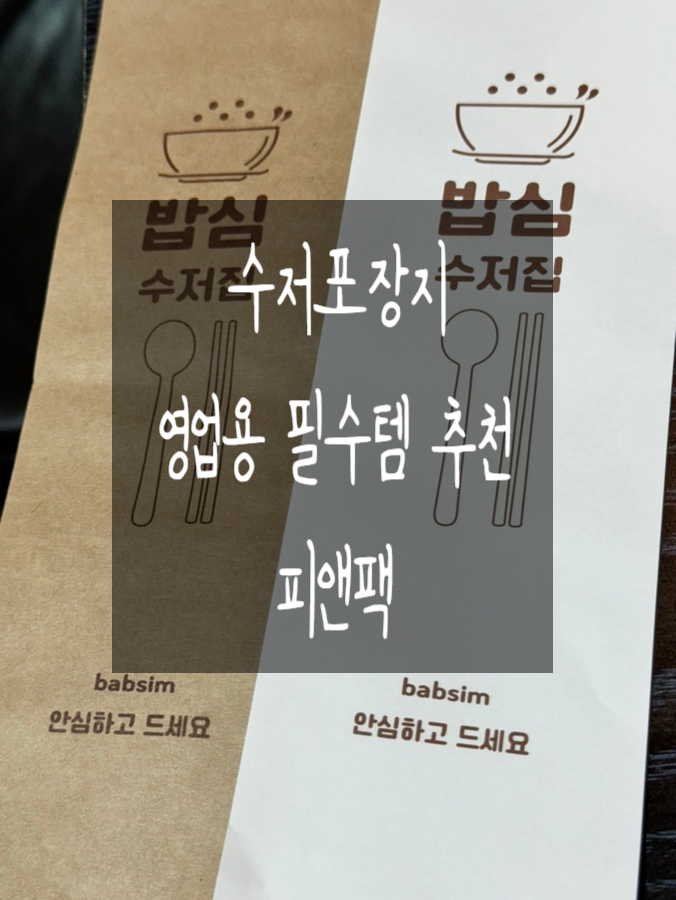 밥심
수저집
babsim
안심하고 드세요
밥심
수저집
babsim
안심하고 드세요
수저포장지
영업용 필수템 추천
피앤팩